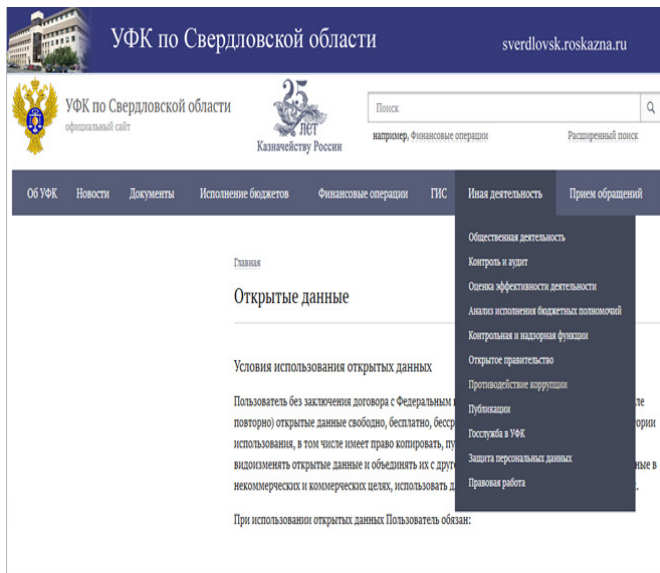 УФК по Свердловской области
sverdlovsk.roskazna.ru
УФК по Свердловской области
официальный сайт
25
ЛЕТ
Казначейству России
Поиск
например, Финансовые операции
Расширенный поиск
Об УФК Новости Документы Исполнение бюджетов Финансовые операции ГИС Иная деятельность Прием обращений
Общественная деятельность
Контроль и аудит
Оценка эффективности деятельности
Анализ исполнения бюджетных полномочий
Контрольная и надзорная функции
Открытое правительство
Противодействие коррупции
Публикации
Госслужба в УФК
Защита персональных данных
Правовая работа
Главная
Открытые данные
Условия использования открытых данных
Пользователь без заключения договора с Федеральным
повторно) открытые данные свободно, бесплатно,
использования, в том числе имеет право копировать,
видоизменять открытые данные и объединять их с
некоммерческих и коммерческих целях, использовать
При использовании открытых данных Пользователь обязан: